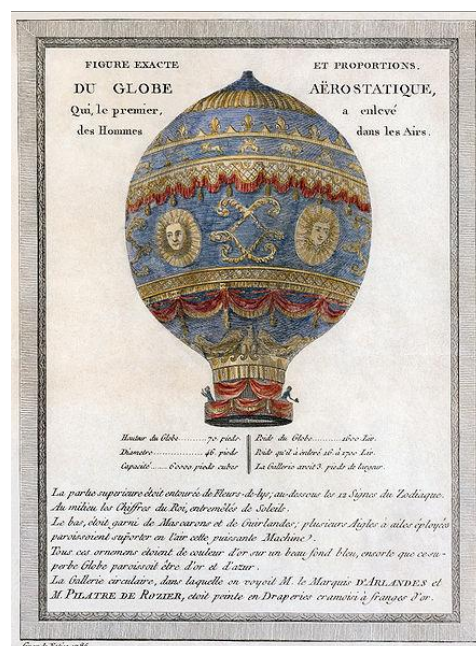 FIGURE EXACTE ET PROPORTIONS,
DU GLOBE AËROSTATIQUE,
Qui, le premier, a enlevé
des Hommes dans les Airs.
Hauteur du Globe 70 pieds
Diametre 46 pieds
Capacité 60000 pieds cubes
Poids du Globe 1600 Liv.
Poids qu'il a enlevé 16 à 1700 Liv.
La Gallerie avoit 3. pieds de largeur.
La partie superieure étoit entourée de Fleurs-de-lys, au-dessous les 12 Signes du Zodiaque.
Au milieu les Chiffres du Roi, entremêlés de Soleils.
Le bas, étoit garni de Mascarons et de Guirlandes; plusieurs Aigles à ailes éployées
paroissoient suporter en l'air cette puissante Machine.
Tous ces ornemens étoient de couleur d'or sur un beau fond bleu, ensorte que ce su-
perbe Globe paroissoit être d'or et d'azur.
La Gallerie circulaire, dans laquelle on voyoit M. le Marquis D'ARLANDES et
M. PILATRE DE ROZIER, etoit peinte en Draperies cramoisi à franges d'or.